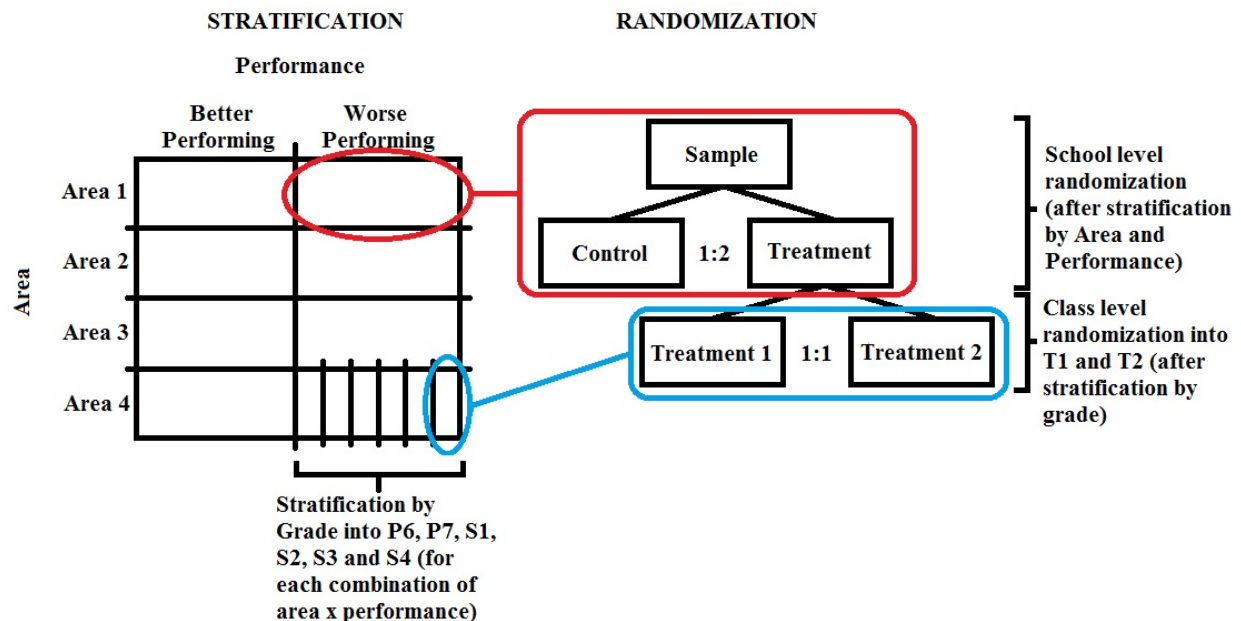 STRATIFICATION
RANDOMIZATION
Performance
Better
Performing
Worse
Performing
Area
Area 1
Area 2
Area 3
Area 4
Stratification by
Grade into P6, P7, S1,
S2, S3 and S4 (for
each combination of
area x performance)
Sample
Control
1:2
Treatment
Treatment 1
1:1
Treatment 2
School level
randomization
(after stratification
by Area and
Performance)
Class level
randomization into
T1 and T2 (after
stratification by
grade)